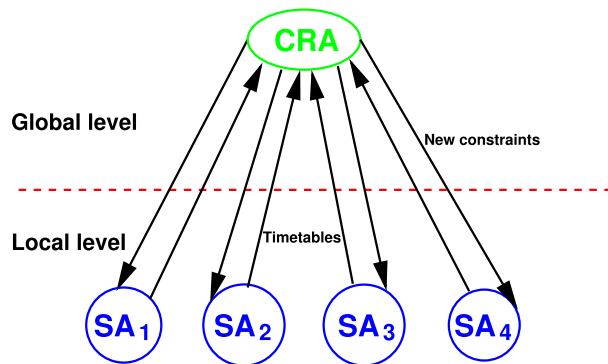 CRA
Global level
New constraints
Local level
Timetables
SA1 SA2 SA3 SA4